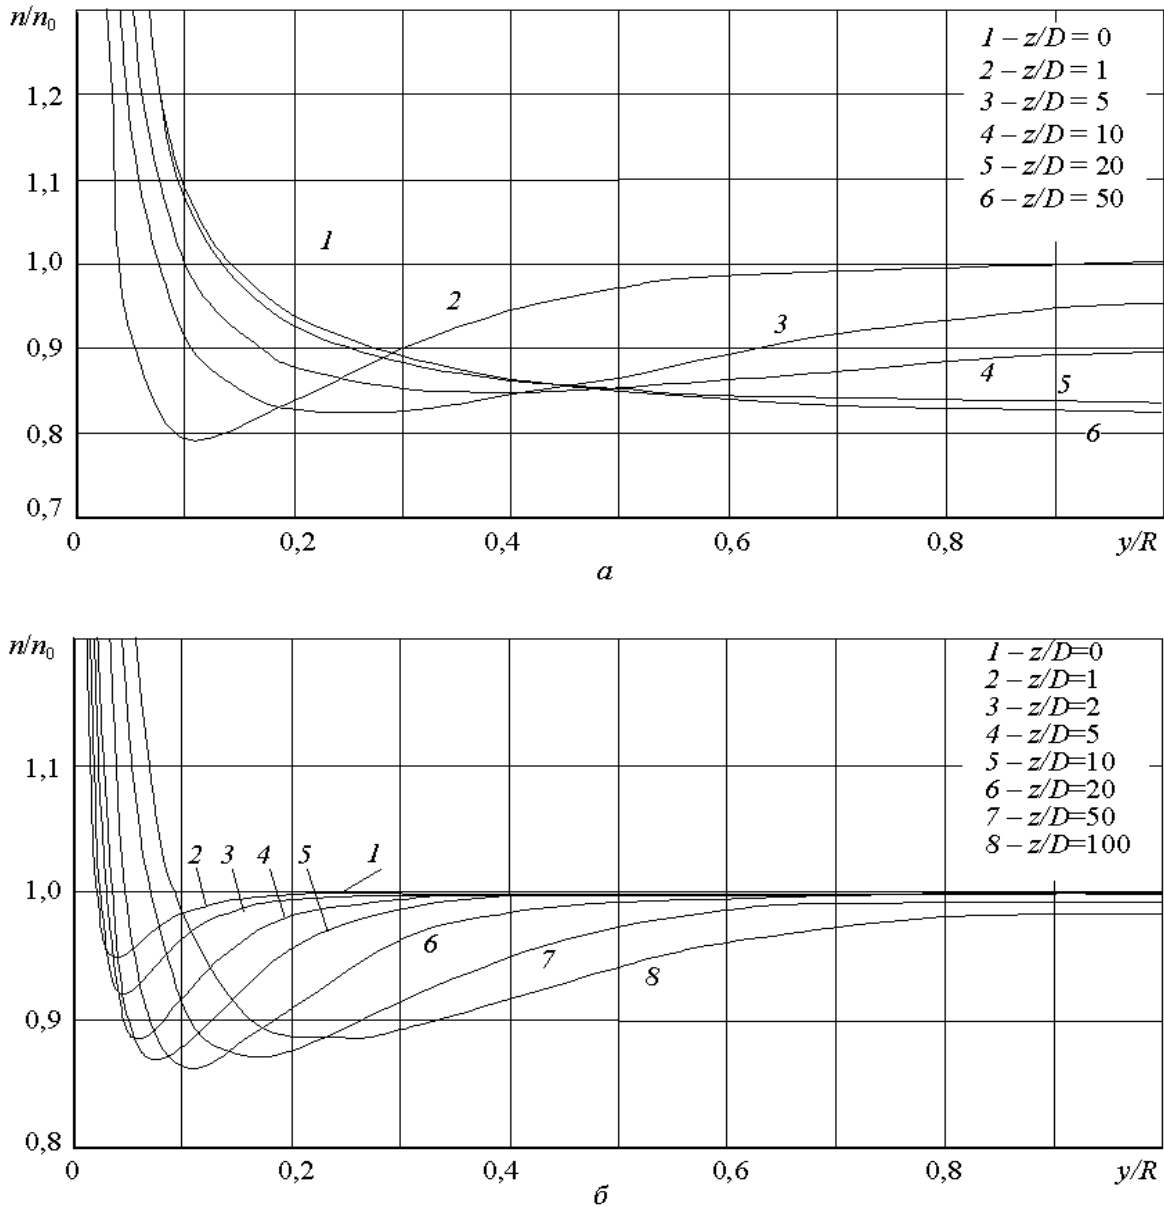 n/n₀
1 – z/D = 0
2 – z/D = 1
3 – z/D = 5
4 – z/D = 10
5 – z/D = 20
6 – z/D = 50
1,2
1,1
1,0
0,9
0,8
0,7
1
2
3
4
5
6
0 0,2 0,4 0,6 0,8 y/R
а
n/n₀
1 – z/D=0
2 – z/D=1
3 – z/D=2
4 – z/D=5
5 – z/D=10
6 – z/D=20
7 – z/D=50
8 – z/D=100
1,1
1,0
0,9
0,8
2 3 4 5 1
6
7
8
0 0,2 0,4 0,6 0,8 y/R
б